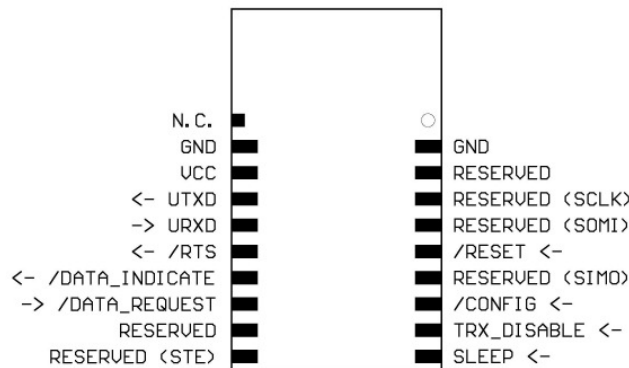 N.C.
GND GND
VCC RESERVED
<- UTXD RESERVED (SCLK)
-> URXD RESERVED (SOMI)
<- /RTS /RESET <-
<- /DATA_INDICATE RESERVED (SIMO)
-> /DATA_REQUEST /CONFIG <-
RESERVED TRX_DISABLE <-
RESERVED (STE) SLEEP <-